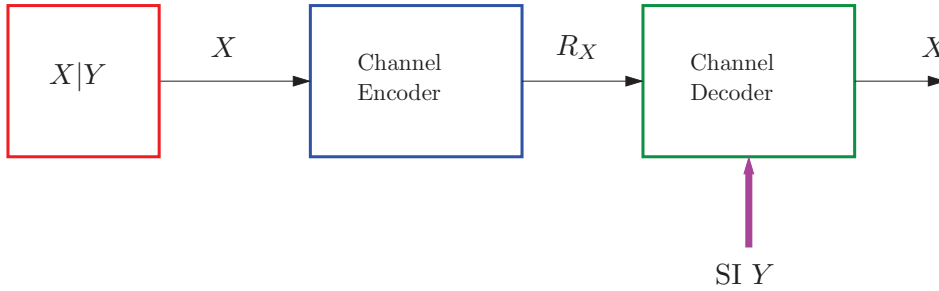 X|Y
X
Channel
Encoder
R_X
Channel
Decoder
X
SI Y